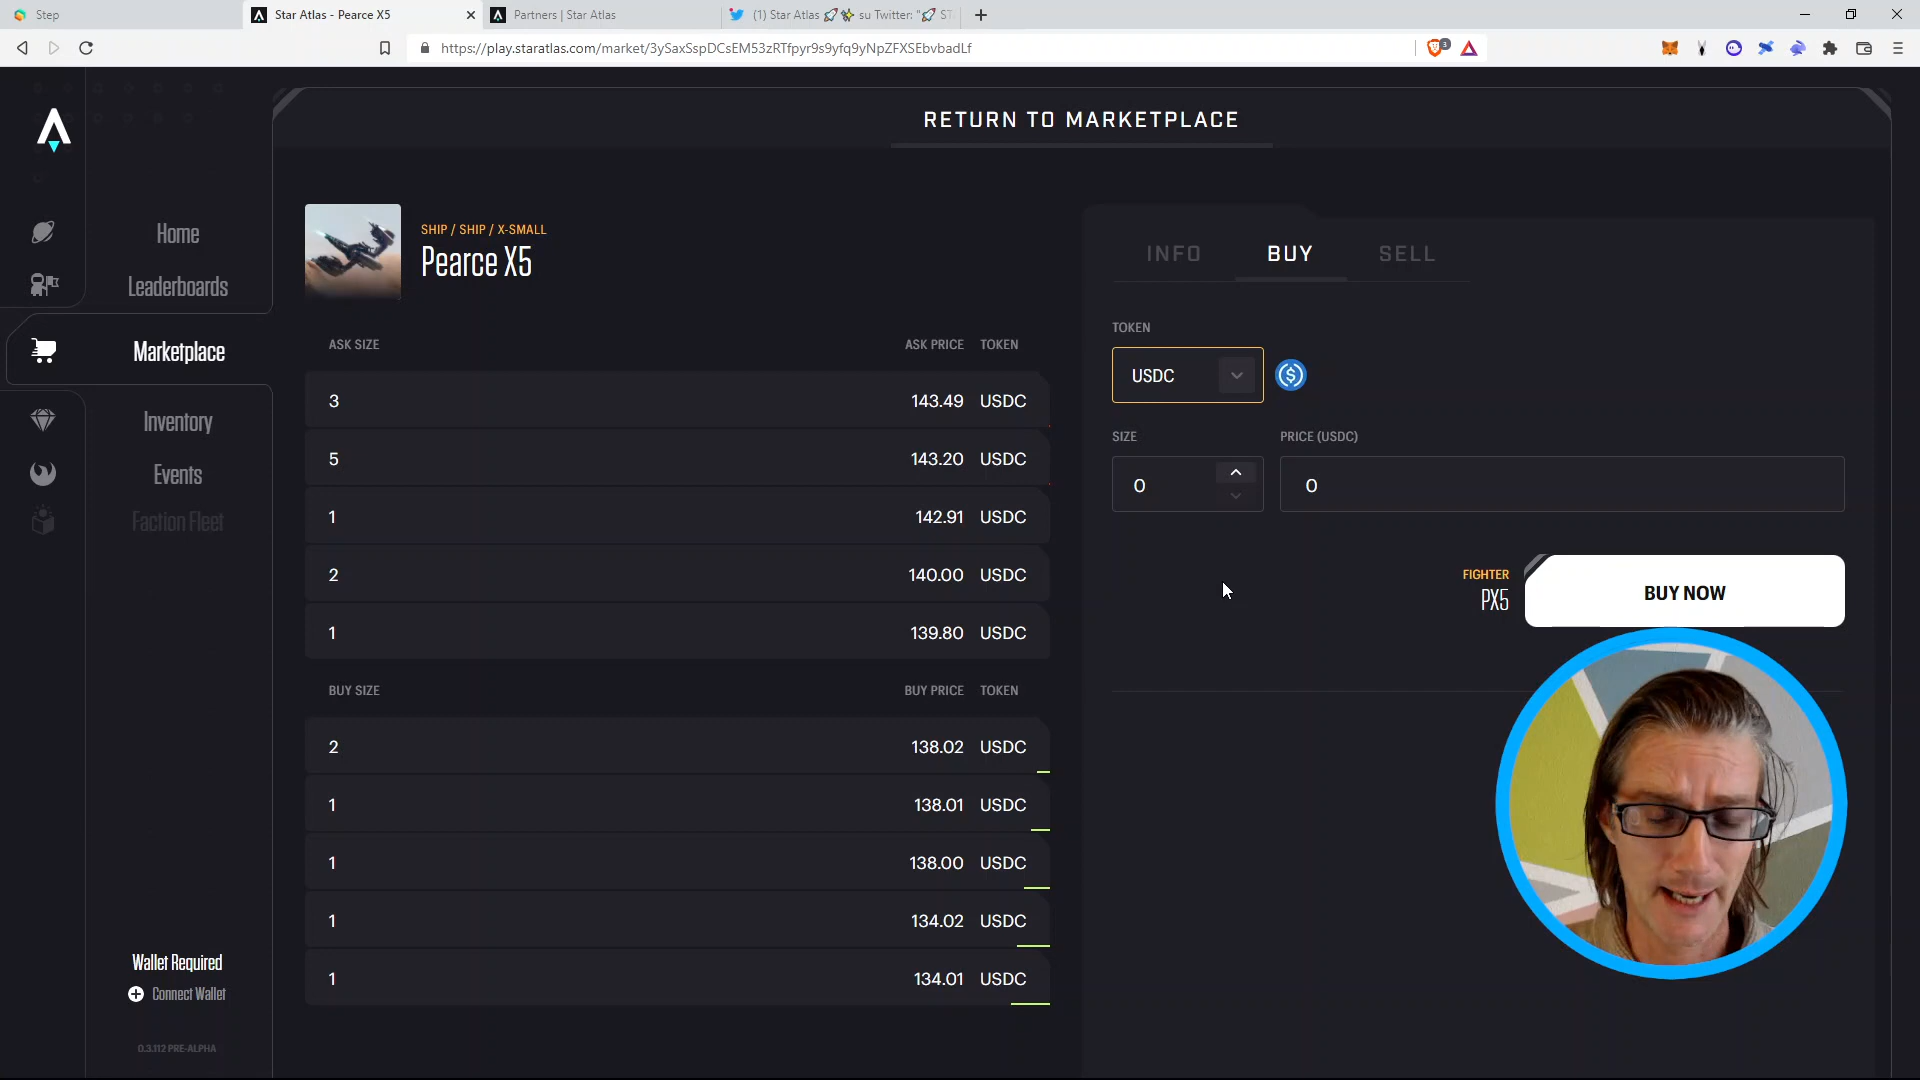 Step
Star Atlas - Pearce X5
Partners | Star Atlas
(1) Star Atlas 🚀✨ su Twitter: "🚀 ST
https://play.staratlas.com/market/3ySaxSspDCsEM53zRTfpyr9s9yfq9yNpZFXSEbvbadLf
3
RETURN TO MARKETPLACE
Home
Leaderboards
Marketplace
Inventory
Events
Faction Fleet
Wallet Required
Connect Wallet
0.3.112 PRE-ALPHA
SHIP / SHIP / X-SMALL
Pearce X5
ASK SIZE ASK PRICE TOKEN
3 143.49 USDC
5 143.20 USDC
1 142.91 USDC
2 140.00 USDC
1 139.80 USDC
BUY SIZE BUY PRICE TOKEN
2 138.02 USDC
1 138.01 USDC
1 138.00 USDC
1 134.02 USDC
1 134.01 USDC
INFO BUY SELL
TOKEN
USDC
SIZE PRICE (USDC)
0 0
FIGHTER
PX5
BUY NOW